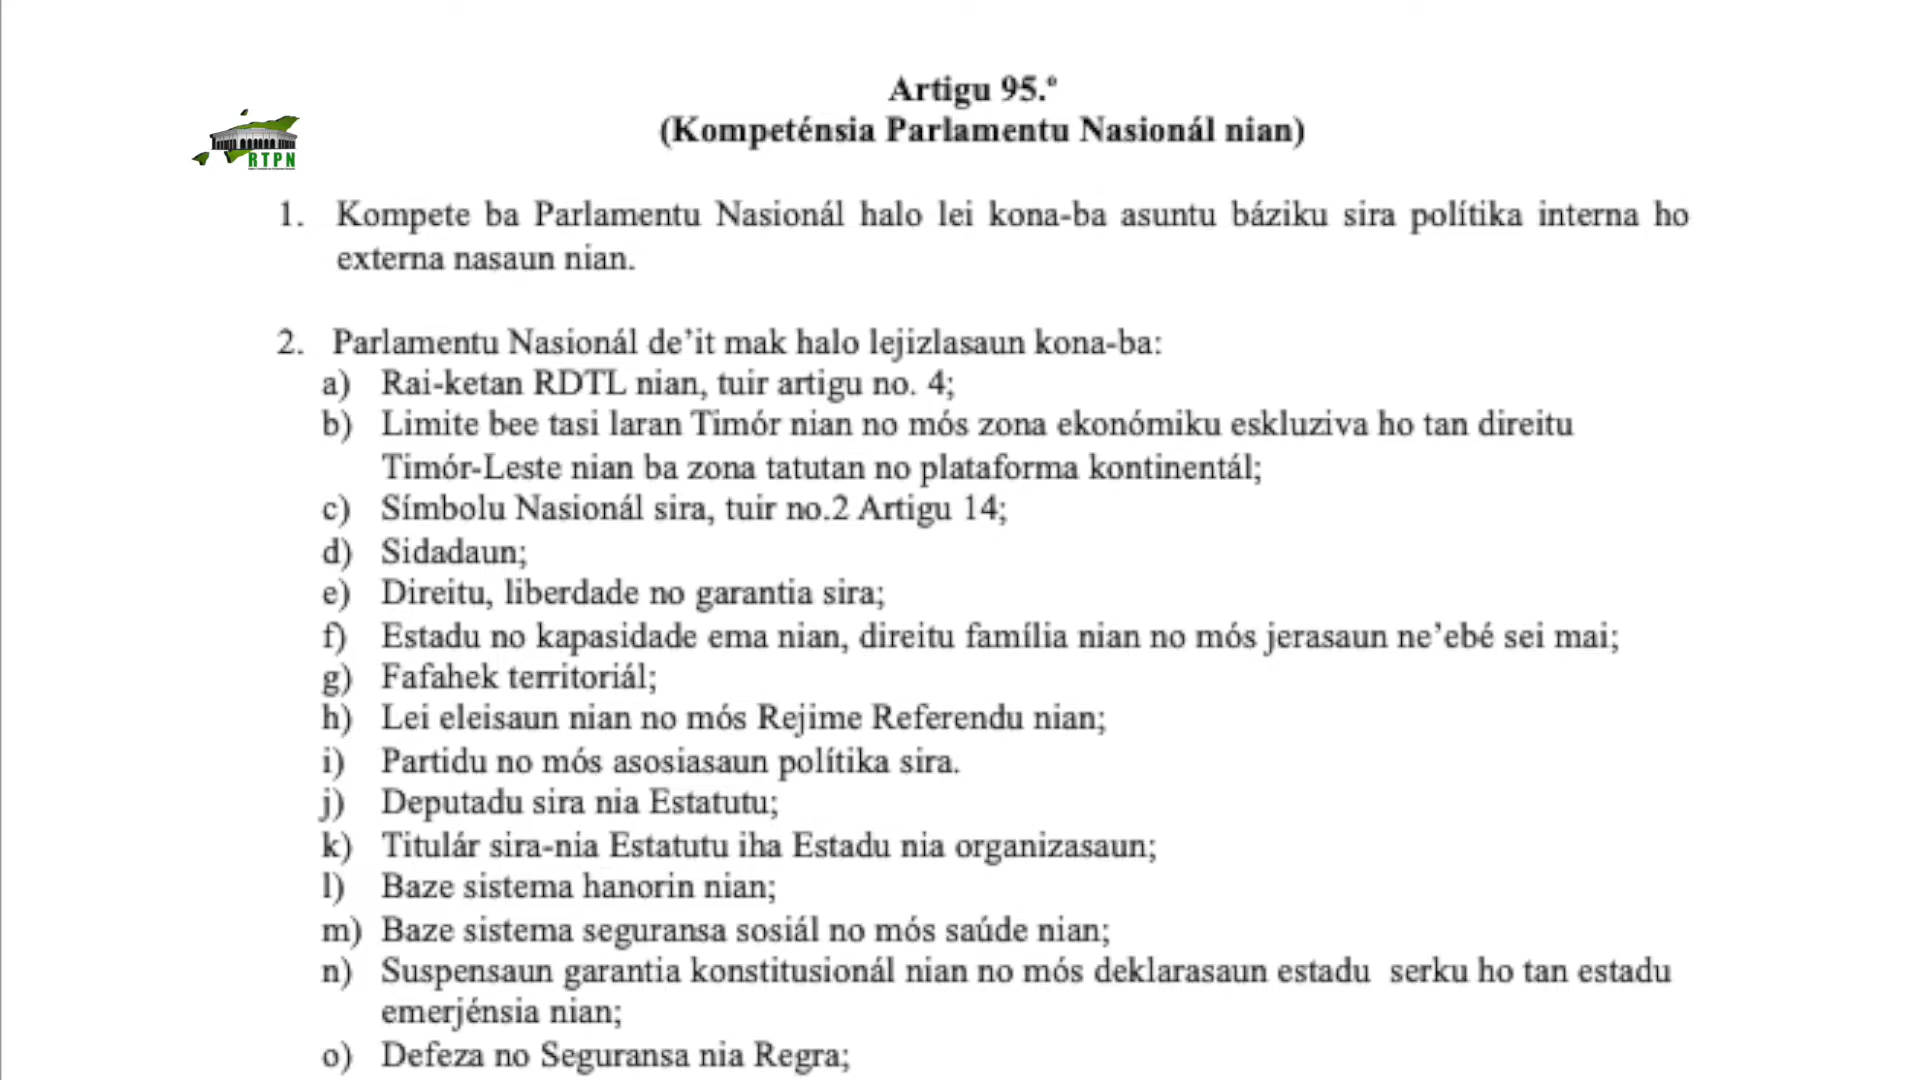 Artigu 95.º
(Kompeténsia Parlamentu Nasionál nian)
RTPN
1. Kompete ba Parlamentu Nasionál halo lei kona-ba asuntu báziku sira polítika interna ho
externa nasaun nian.
2. Parlamentu Nasionál de’it mak halo lejizlasaun kona-ba:
a) Rai-ketan RDTL nian, tuir artigu no. 4;
b) Limite bee tasi laran Timór nian no mós zona ekonómiku eskluziva ho tan direitu
Timór-Leste nian ba zona tatutan no plataforma kontinentál;
c) Símbolu Nasionál sira, tuir no.2 Artigu 14;
d) Sidadaun;
e) Direitu, liberdade no garantia sira;
f) Estadu no kapasidade ema nian, direitu família nian no mós jerasaun ne’ebé sei mai;
g) Fafahek territoriál;
h) Lei eleisaun nian no mós Rejime Referendu nian;
i) Partidu no mós asosiasaun polítika sira.
j) Deputadu sira nia Estatutu;
k) Titulár sira-nia Estatutu iha Estadu nia organizasaun;
l) Baze sistema hanorin nian;
m) Baze sistema seguransa sosiál no mós saúde nian;
n) Suspensaun garantia konstitusionál nian no mós deklarasaun estadu serku ho tan estadu
emerjénsia nian;
o) Defeza no Seguransa nia Regra;